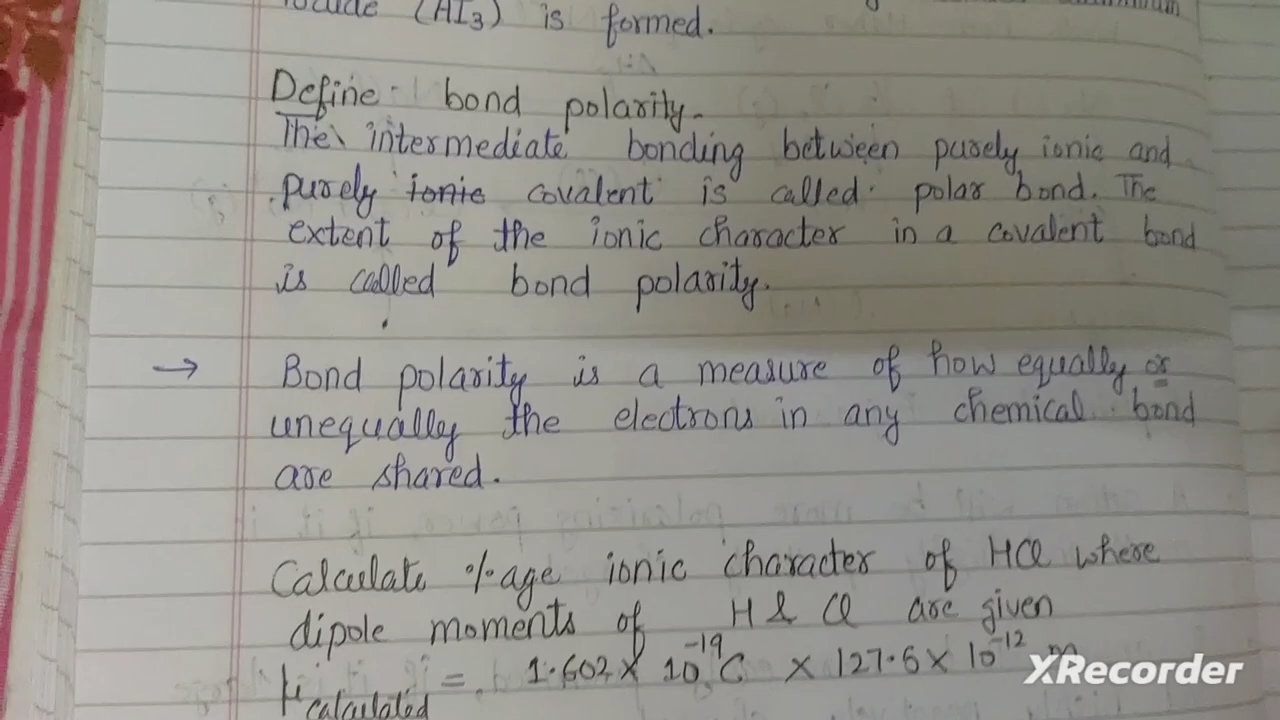 (AlI3) is formed.
Define bond polarity.
The intermediate bonding between purely ionic and
purely ionic covalent is called polar bond. The
extent of the ionic character in a covalent bond
is called bond polarity.
→ Bond polarity is a measure of how equally or
unequally the electrons in any chemical bond
are shared.
Calculate %age ionic character of HCl where
dipole moments of H & Cl are given
μcalculated = 1.602 × 10⁻¹⁹C × 127.6 × 10⁻¹² m
XRecorder